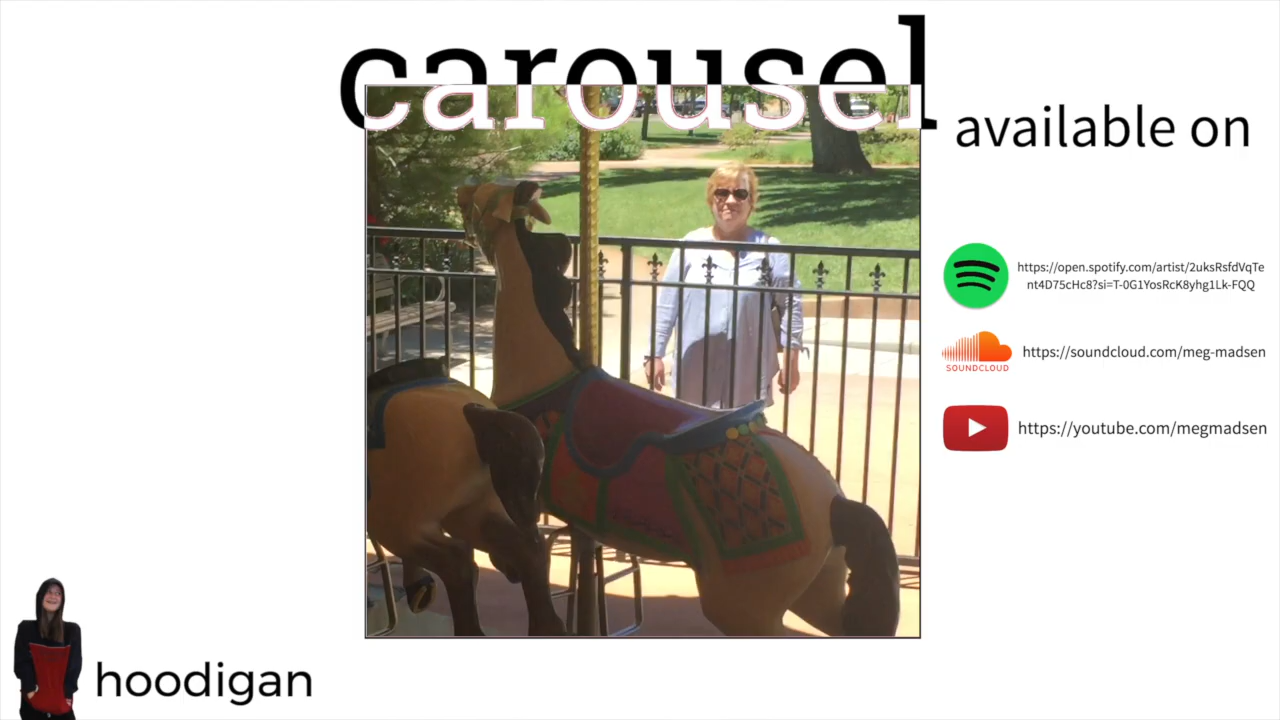 carousel
available on
https://open.spotify.com/artist/2uksRsfdVqTe
nt4D75cHc8?si=T-0G1YosRcK8yhg1Lk-FQQ
SOUNDCLOUD
https://soundcloud.com/meg-madsen
https://youtube.com/megmadsen
hoodigan